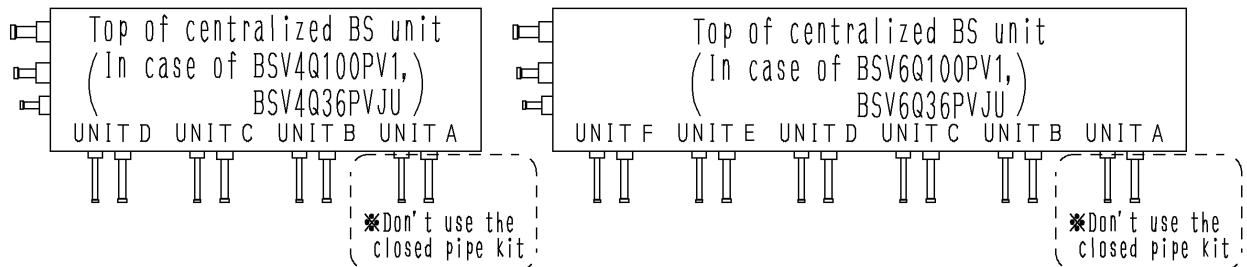 Top of centralized BS unit
(In case of BSV4Q100PV1,
BSV4Q36PVJU)
UNIT D UNIT C UNIT B UNIT A
※Don't use the
closed pipe kit
Top of centralized BS unit
(In case of BSV6Q100PV1,
BSV6Q36PVJU)
UNIT F UNIT E UNIT D UNIT C UNIT B UNIT A
※Don't use the
closed pipe kit